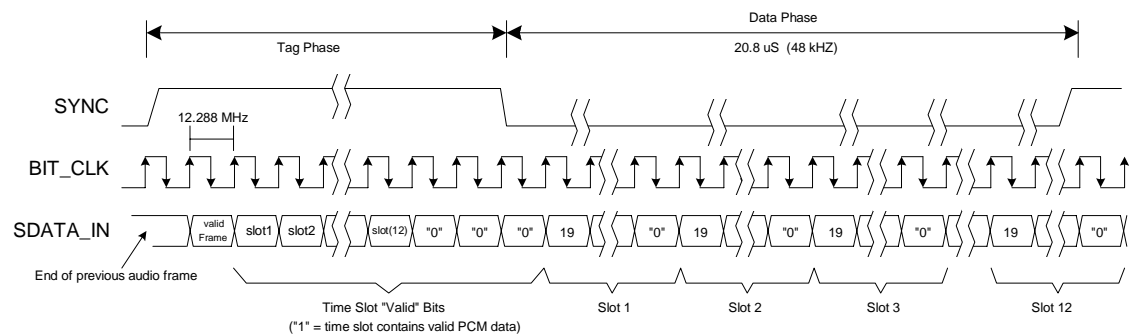 Data Phase
Tag Phase
20.8 uS (48 kHZ)
SYNC
12.288 MHz
BIT_CLK
SDATA_IN
valid
Frame
slot1
slot2
slot(12)
"0"
"0"
"0"
19
"0"
19
"0"
19
"0"
19
"0"
End of previous audio frame
Time Slot "Valid" Bits
("1" = time slot contains valid PCM data)
Slot 1
Slot 2
Slot 3
Slot 12